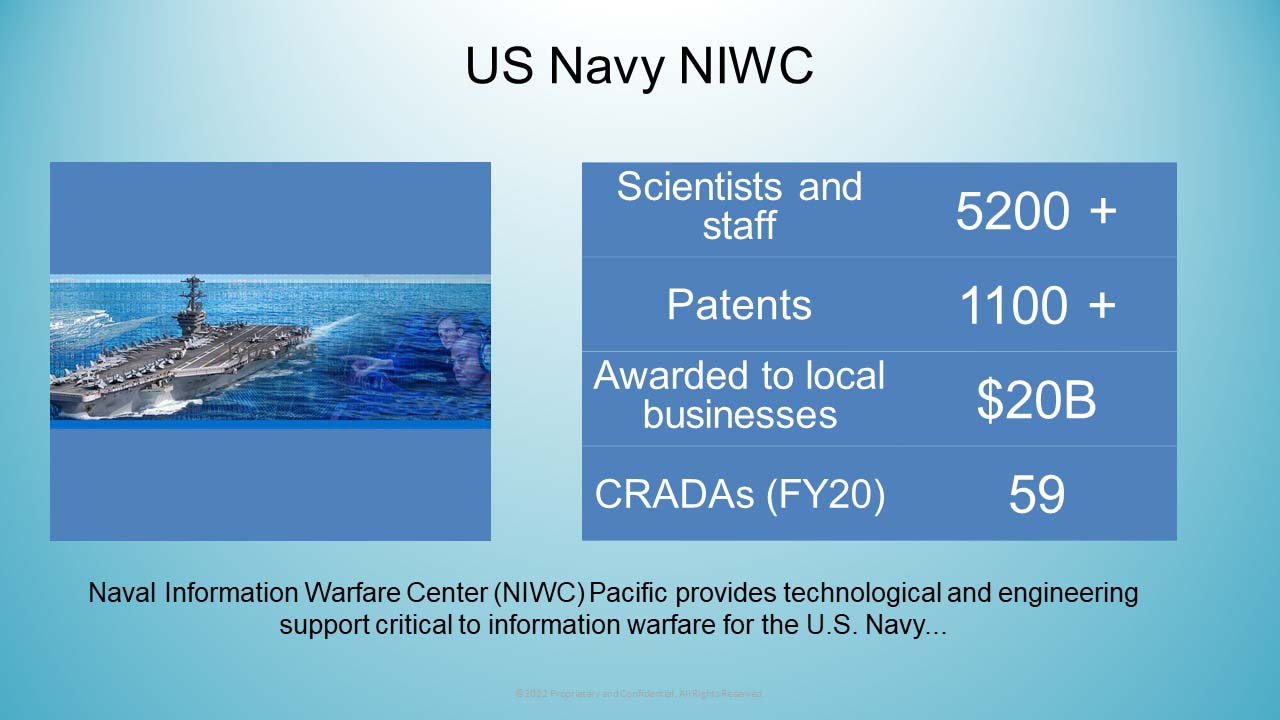 US Navy NIWC
Scientists and
staff
5200 +
Patents
1100 +
Awarded to local
businesses
$20B
CRADAs (FY20)
59
Naval Information Warfare Center (NIWC) Pacific provides technological and engineering
support critical to information warfare for the U.S. Navy...
©2022 Proprietary and Confidential. All Rights Reserved.